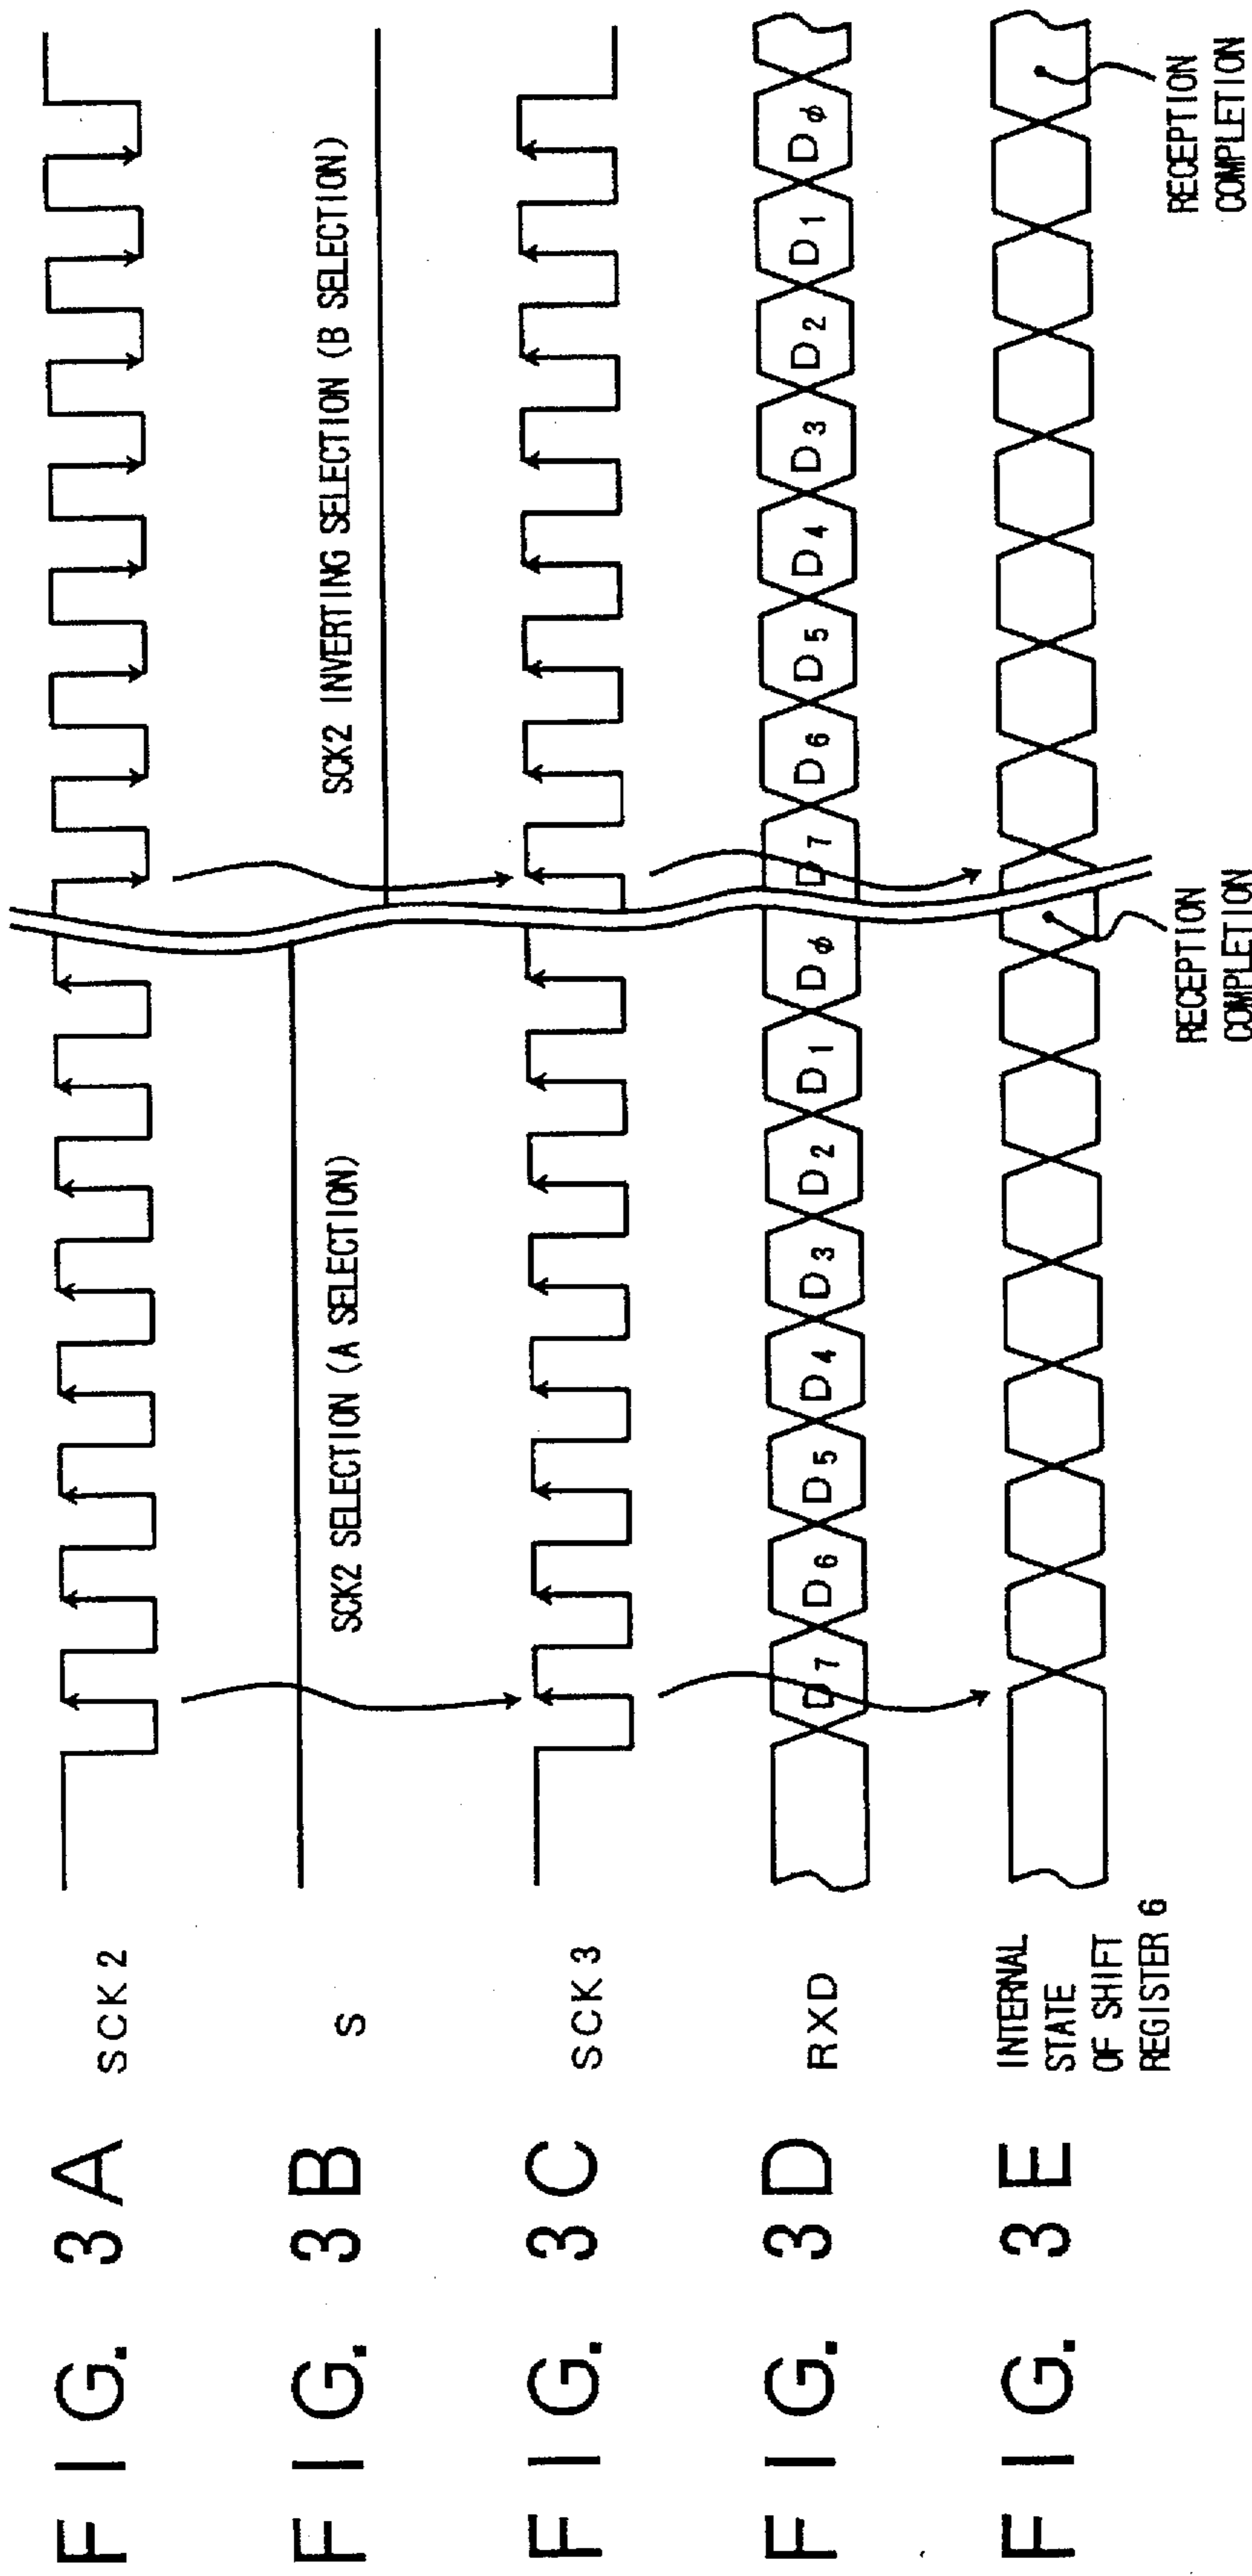 FIG. 3A
SCK2
FIG. 3B
S
SCK2 SELECTION (A SELECTION)
SCK2 INVERTING SELECTION (B SELECTION)
FIG. 3C
SCK3
FIG. 3D
RXD
D7
D6
D5
D4
D3
D2
D1
Dφ
D7
D6
D5
D4
D3
D2
D1
Dφ
FIG. 3E
INTERNAL
STATE
OF SHIFT
REGISTER 6
RECEPTION
COMPLETION
RECEPTION
COMPLETION